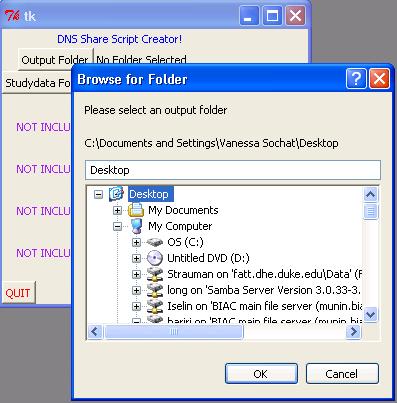 tk
DNS Share Script Creator!
Output Folder No Folder Selected
Studydata Fo
NOT INCLU
NOT INCLU
NOT INCLU
NOT INCLU
QUIT
Browse for Folder
Please select an output folder
C:\Documents and Settings\Vanessa Sochat\Desktop
Desktop
Desktop
My Documents
My Computer
OS (C:)
Untitled DVD (D:)
Strauman on 'fatt.dhe.duke.edu\Data' (F
long on 'Samba Server Version 3.0.33-3.
Iselin on 'BIAC main file server (munin.bia
hariri on 'BIAC main file server (munin.bia
OK Cancel